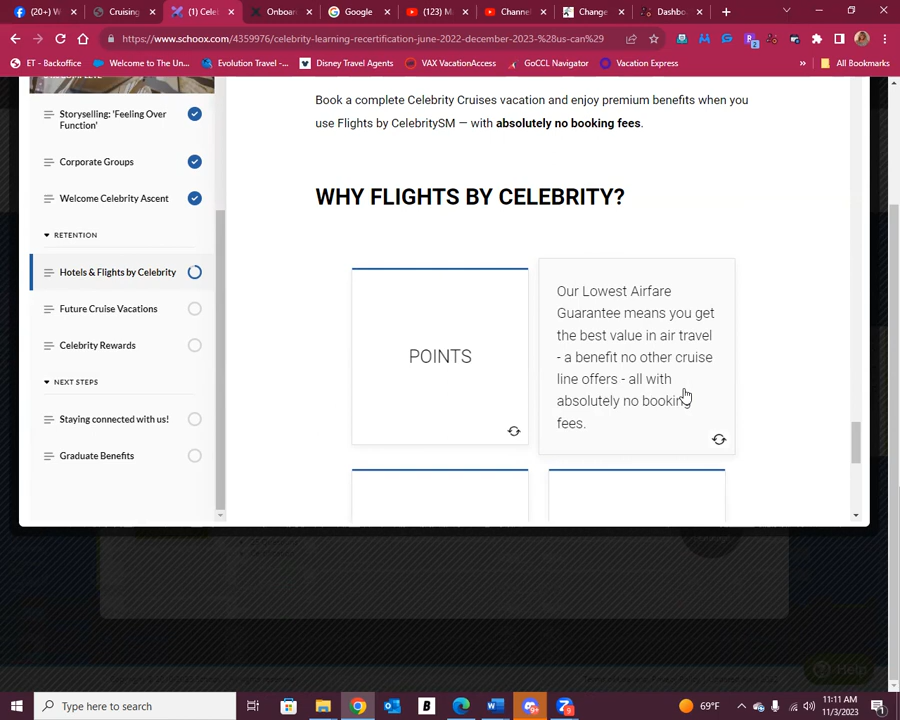 (20+) W
Cruising
(1) Cele
Onboar
Google
(123) M
Channel
Change
Dashbo
https://www.schoox.com/4359976/celebrity-learning-recertification-june-2022-december-2023-%28us-can%29
ET - Backoffice
Welcome to The Un...
Evolution Travel -...
Disney Travel Agents
VAX VacationAccess
GoCCL Navigator
Vacation Express
»
All Bookmarks
Storyselling: 'Feeling Over
Function'
Corporate Groups
Welcome Celebrity Ascent
RETENTION
Hotels & Flights by Celebrity
Future Cruise Vacations
Celebrity Rewards
NEXT STEPS
Staying connected with us!
Graduate Benefits
Book a complete Celebrity Cruises vacation and enjoy premium benefits when you
use Flights by CelebritySM — with absolutely no booking fees.
WHY FLIGHTS BY CELEBRITY?
POINTS
Our Lowest Airfare
Guarantee means you get
the best value in air travel
- a benefit no other cruise
line offers - all with
absolutely no booking
fees.
Help
Type here to search
69°F
11:11 AM
11/3/2023